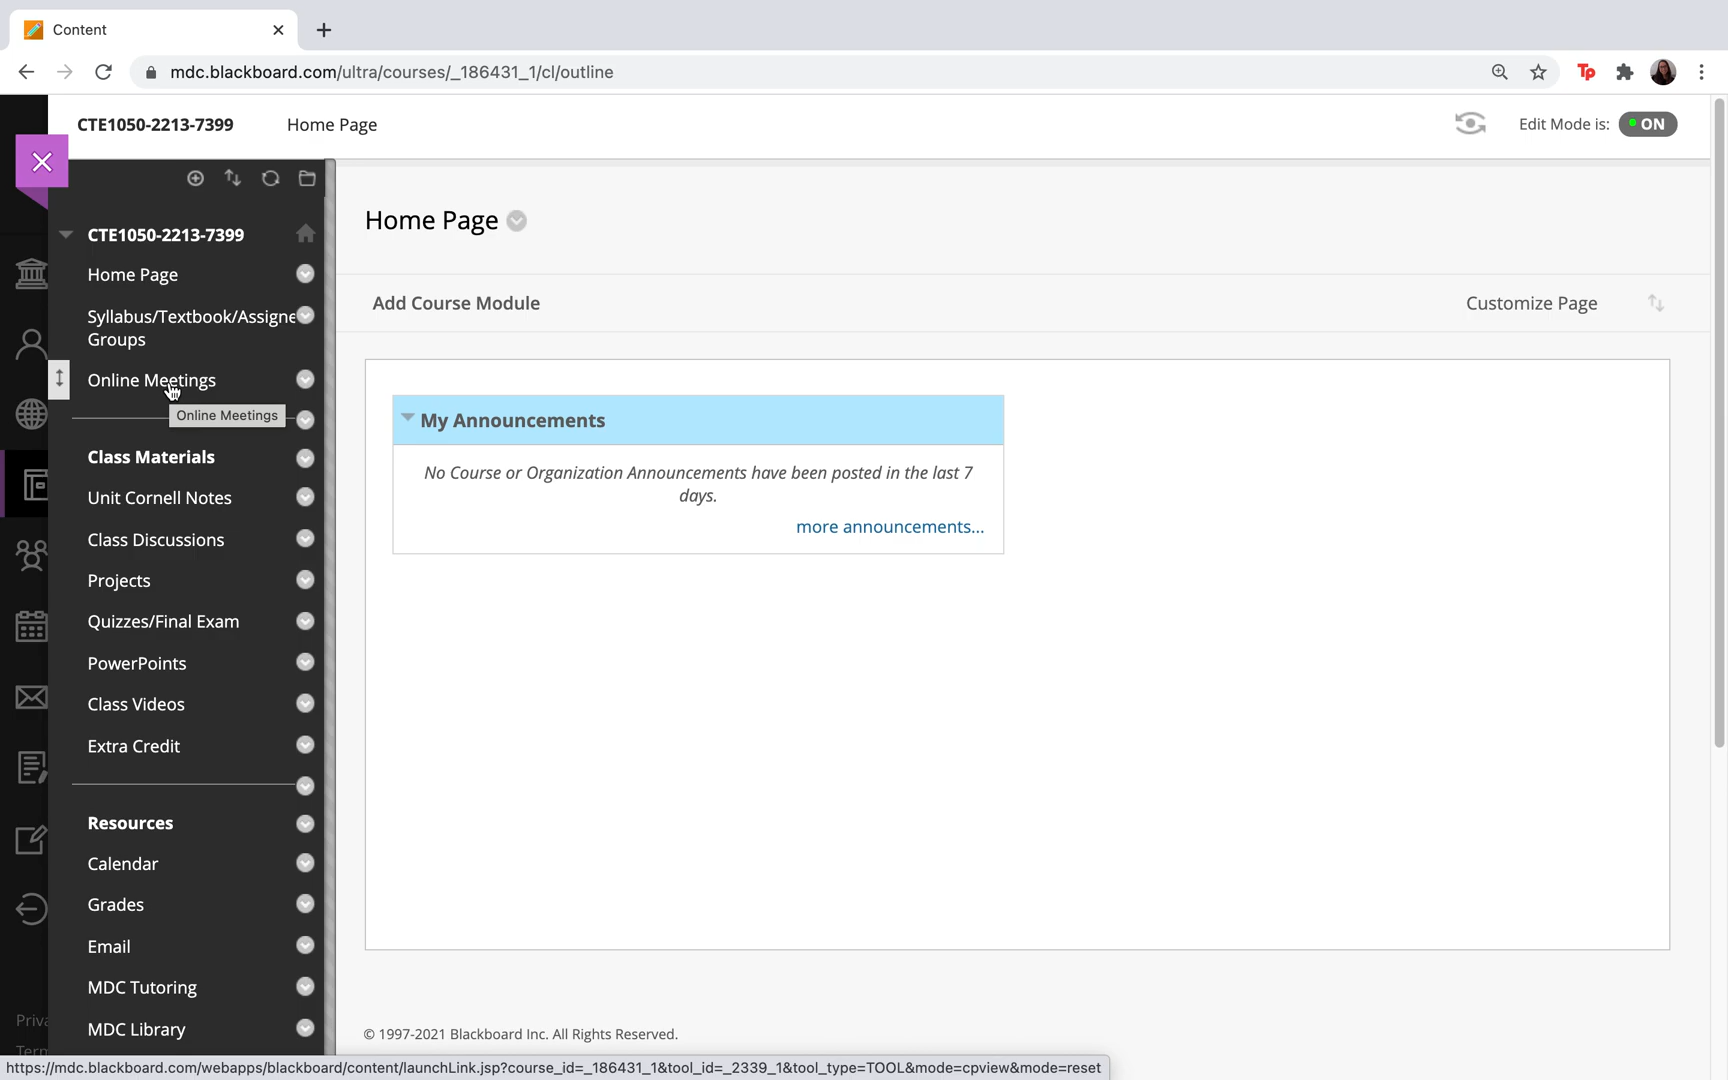 Content
mdc.blackboard.com/ultra/courses/_186431_1/cl/outline
Tp
CTE1050-2213-7399
Home Page
Edit Mode is:
ON
CTE1050-2213-7399
Home Page
Syllabus/Textbook/Assigne
Groups
Online Meetings
Online Meetings
Class Materials
Unit Cornell Notes
Class Discussions
Projects
Quizzes/Final Exam
PowerPoints
Class Videos
Extra Credit
Resources
Calendar
Grades
Email
MDC Tutoring
MDC Library
Priva
Term
Home Page
Add Course Module
Customize Page
My Announcements
No Course or Organization Announcements have been posted in the last 7
days.
more announcements...
© 1997-2021 Blackboard Inc. All Rights Reserved.
https://mdc.blackboard.com/webapps/blackboard/content/launchLink.jsp?course_id=_186431_1&tool_id=_2339_1&tool_type=TOOL&mode=cpview&mode=reset